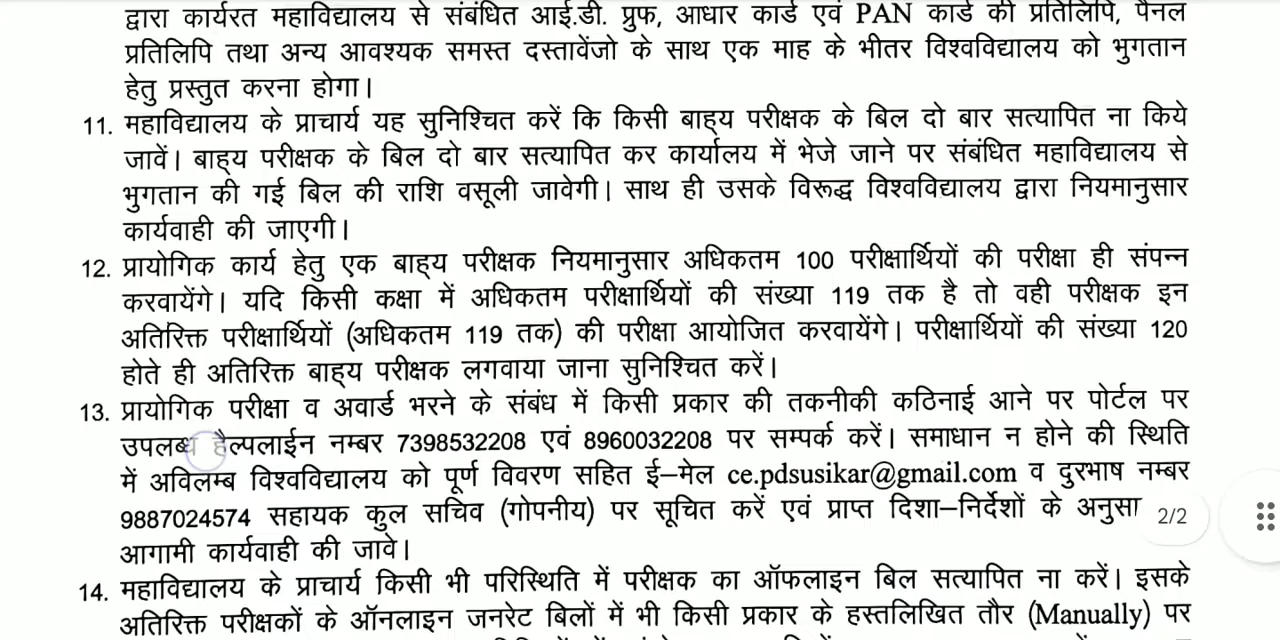 द्वारा कार्यरत महाविद्यालय से संबंधित आई.डी. प्रुफ, आधार कार्ड एवं PAN कार्ड की प्रतिलिपि, पैनल
प्रतिलिपि तथा अन्य आवश्यक समस्त दस्तावेंजो के साथ एक माह के भीतर विश्वविद्यालय को भुगतान
हेतु प्रस्तुत करना होगा।
11. महाविद्यालय के प्राचार्य यह सुनिश्चित करें कि किसी बाह्य परीक्षक के बिल दो बार सत्यापित ना किये
जावें। बाह्य परीक्षक के बिल दो बार सत्यापित कर कार्यालय में भेजे जाने पर संबंधित महाविद्यालय से
भुगतान की गई बिल की राशि वसूली जावेगी। साथ ही उसके विरूद्ध विश्वविद्यालय द्वारा नियमानुसार
कार्यवाही की जाएगी।
12. प्रायोगिक कार्य हेतु एक बाह्य परीक्षक नियमानुसार अधिकतम 100 परीक्षार्थियों की परीक्षा ही संपन्न
करवायेंगे। यदि किसी कक्षा में अधिकतम परीक्षार्थियों की संख्या 119 तक है तो वही परीक्षक इन
अतिरिक्त परीक्षार्थियों (अधिकतम 119 तक) की परीक्षा आयोजित करवायेंगे। परीक्षार्थियों की संख्या 120
होते ही अतिरिक्त बाह्य परीक्षक लगवाया जाना सुनिश्चित करें।
13. प्रायोगिक परीक्षा व अवार्ड भरने के संबंध में किसी प्रकार की तकनीकी कठिनाई आने पर पोर्टल पर
उपलब्ध हैल्पलाईन नम्बर 7398532208 एवं 8960032208 पर सम्पर्क करें। समाधान न होने की स्थिति
में अविलम्ब विश्वविद्यालय को पूर्ण विवरण सहित ई–मेल ce.pdsusikar@gmail.com व दुरभाष नम्बर
9887024574 सहायक कुल सचिव (गोपनीय) पर सूचित करें एवं प्राप्त दिशा–निर्देशों के अनुसा 2/2
आगामी कार्यवाही की जावे।
14. महाविद्यालय के प्राचार्य किसी भी परिस्थिति में परीक्षक का ऑफलाइन बिल सत्यापित ना करें। इसके
अतिरिक्त परीक्षकों के ऑनलाइन जनरेट बिलों में भी किसी प्रकार के हस्तलिखित तौर (Manually) पर